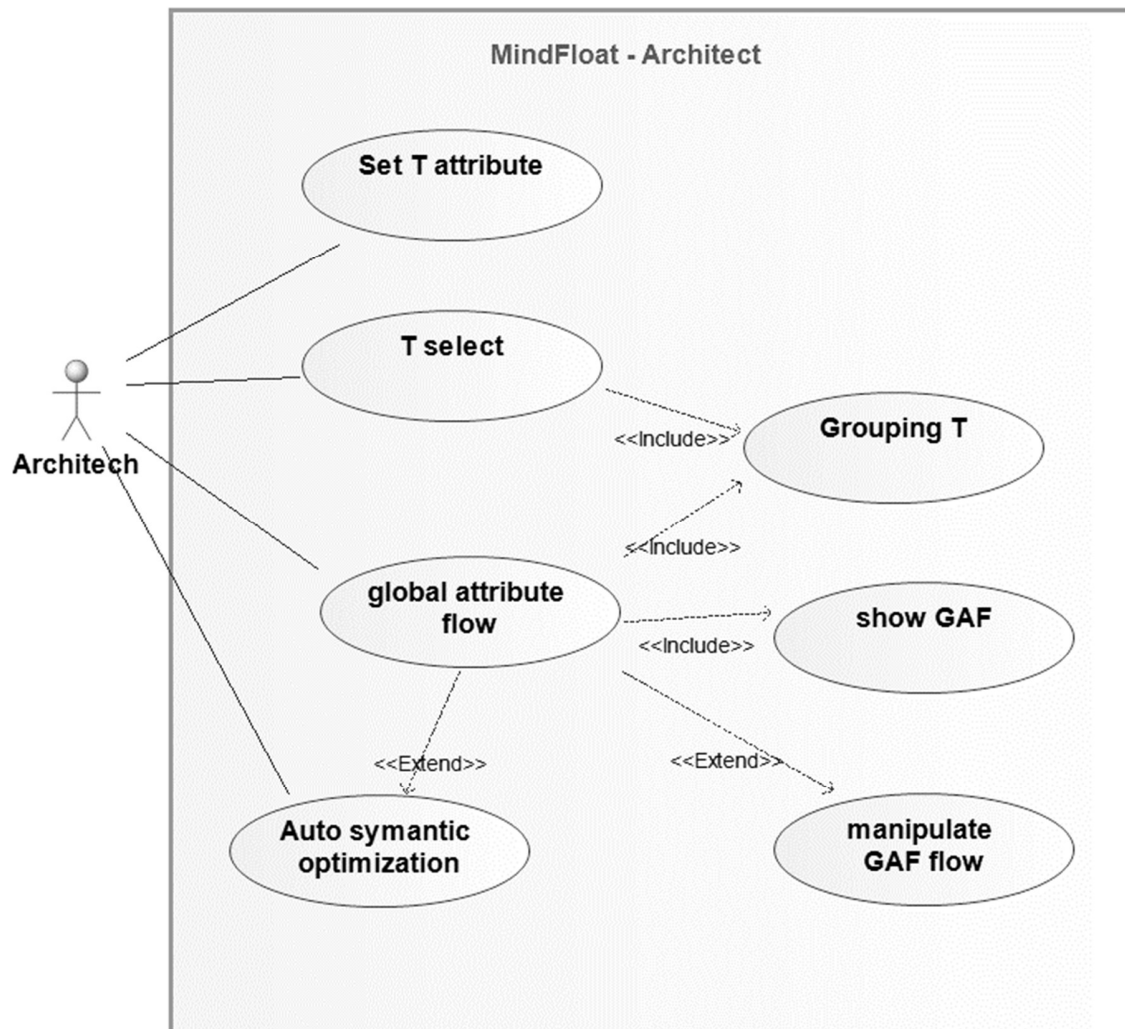 MindFloat - Architect
Set T attribute
T select
Architech
Grouping T
<<Include>>
<<Include>>
global attribute
flow
show GAF
<<Include>>
<<Extend>>
<<Extend>>
Auto symantic
optimization
manipulate
GAF flow